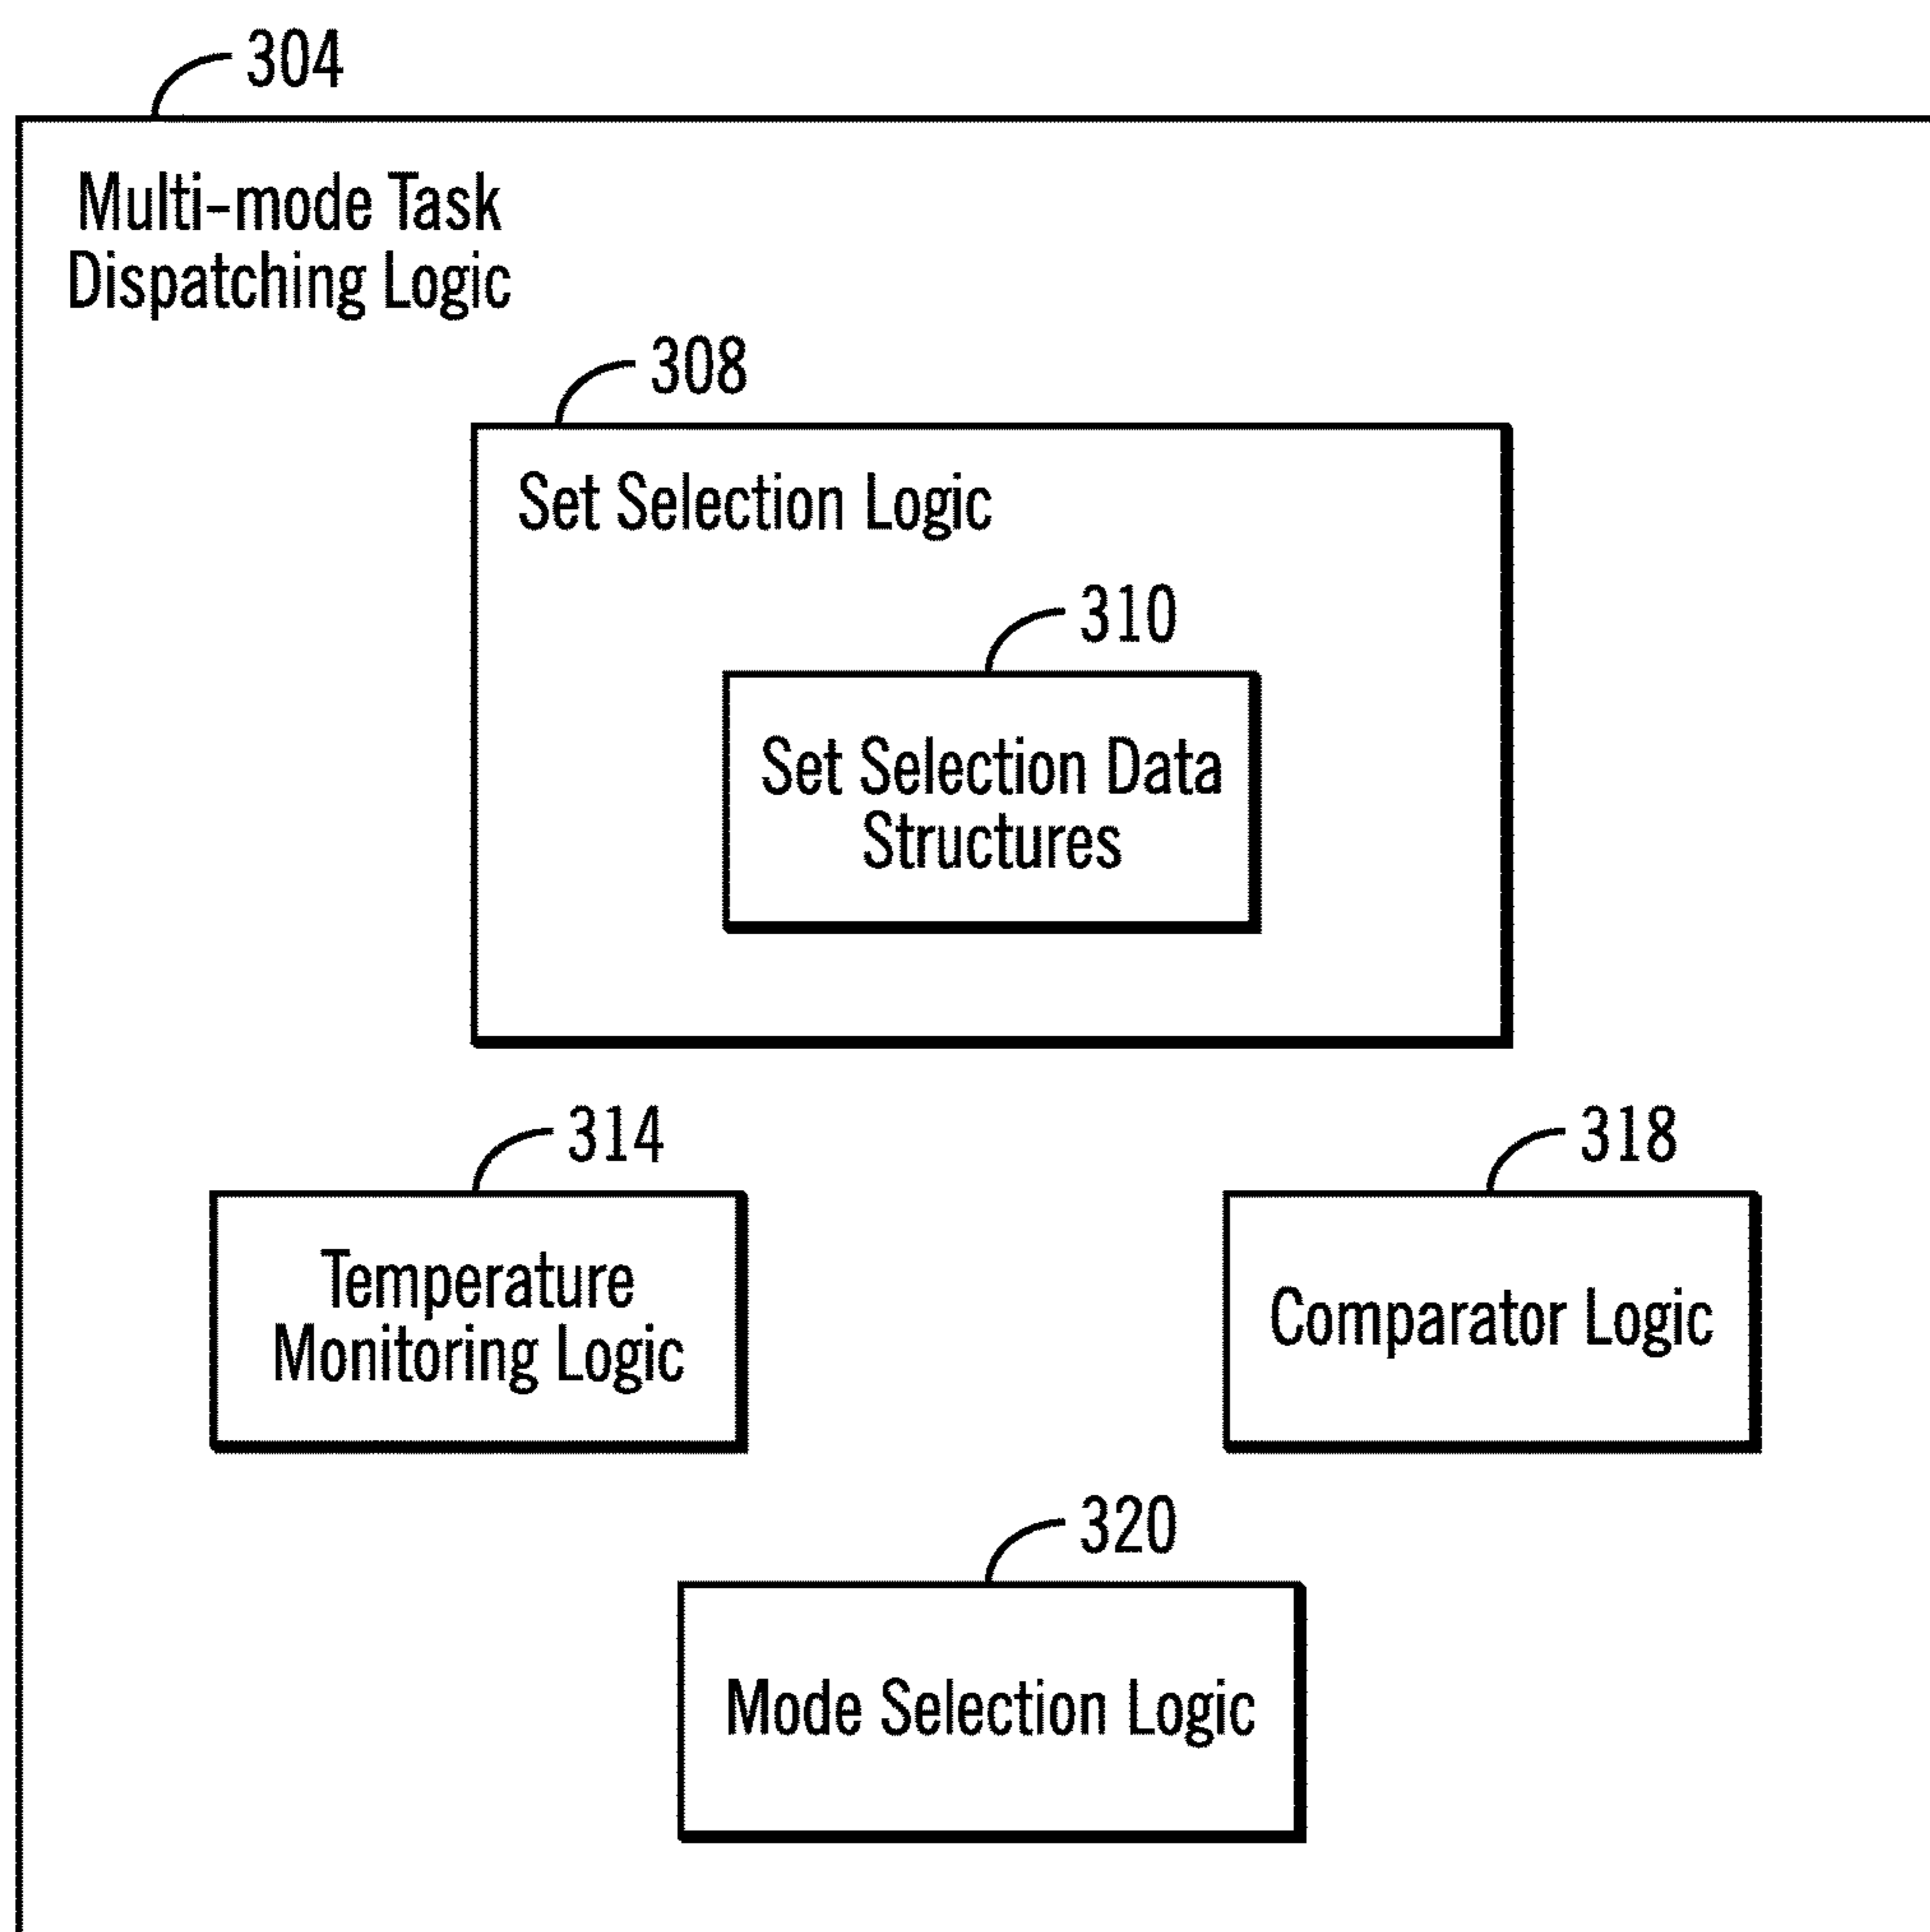 304
Multi-mode Task
Dispatching Logic
308
Set Selection Logic
310
Set Selection Data
Structures
314
318
Temperature
Monitoring Logic
Comparator Logic
320
Mode Selection Logic